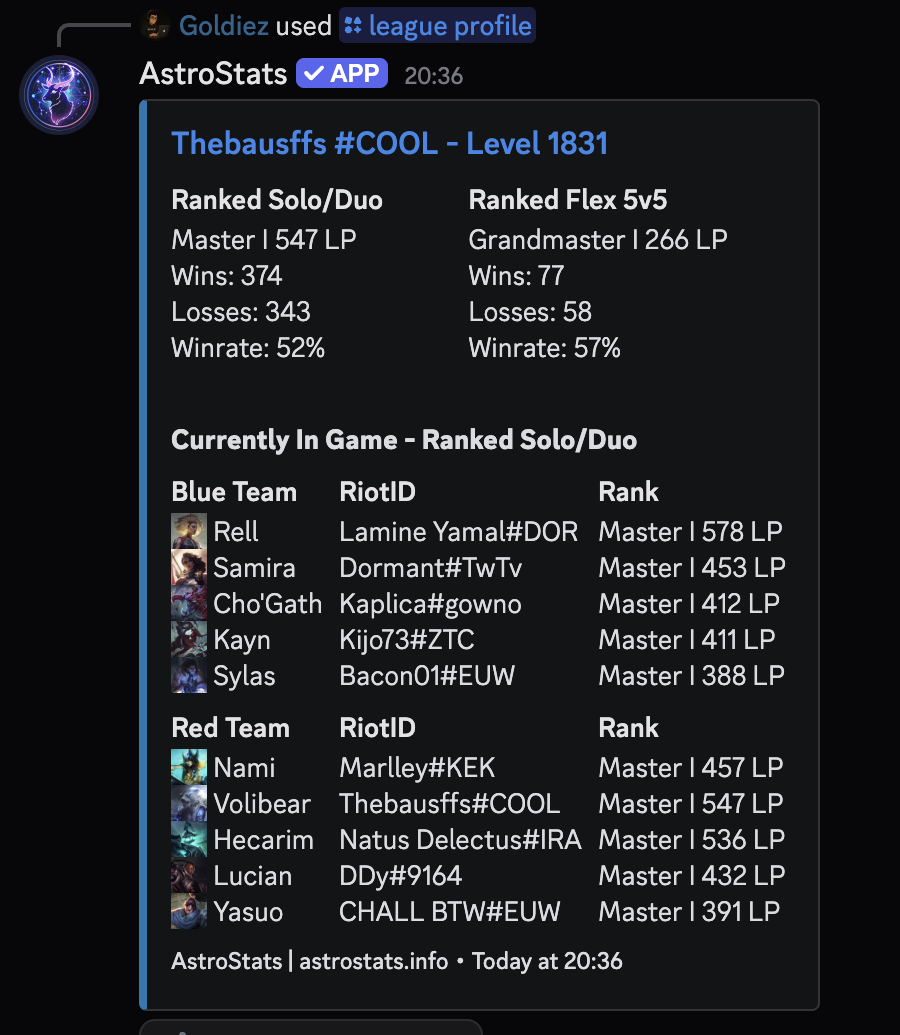 Goldiez used league profile
AstroStats APP 20:36
Thebausffs #COOL - Level 1831
Ranked Solo/Duo Ranked Flex 5v5
Master I 547 LP Grandmaster I 266 LP
Wins: 374 Wins: 77
Losses: 343 Losses: 58
Winrate: 52% Winrate: 57%
Currently In Game - Ranked Solo/Duo
Blue Team RiotID Rank
Rell Lamine Yamal#DOR Master I 578 LP
Samira Dormant#TwTv Master I 453 LP
Cho'Gath Kaplica#gowno Master I 412 LP
Kayn Kijo73#ZTC Master I 411 LP
Sylas Bacon01#EUW Master I 388 LP
Red Team RiotID Rank
Nami Marlley#KEK Master I 457 LP
Volibear Thebausffs#COOL Master I 547 LP
Hecarim Natus Delectus#IRA Master I 536 LP
Lucian DDy#9164 Master I 432 LP
Yasuo CHALL BTW#EUW Master I 391 LP
AstroStats | astrostats.info • Today at 20:36